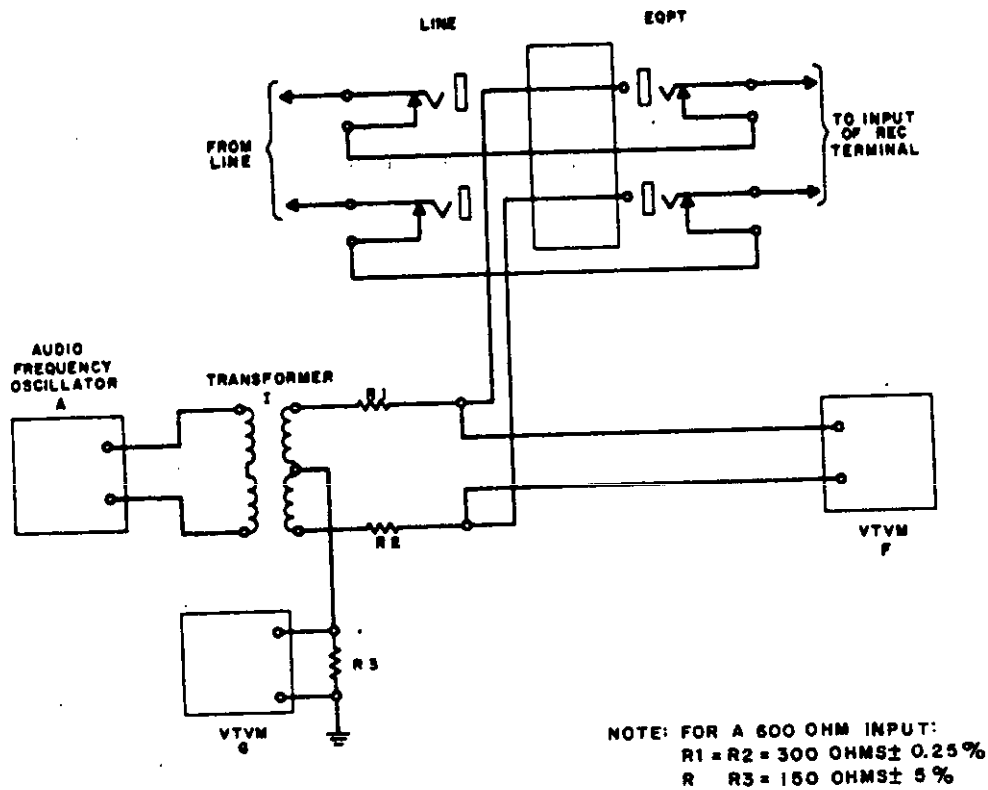 LINE
EQPT
FROM
LINE
TO INPUT
OF REC
TERMINAL
AUDIO
FREQUENCY
OSCILLATOR
A
TRANSFORMER
I
R1
R2
VTVM
F
R3
VTVM
G
NOTE: FOR A 600 OHM INPUT:
R1 = R2 = 300 OHMS± 0.25%
R R3 = 150 OHMS± 5%